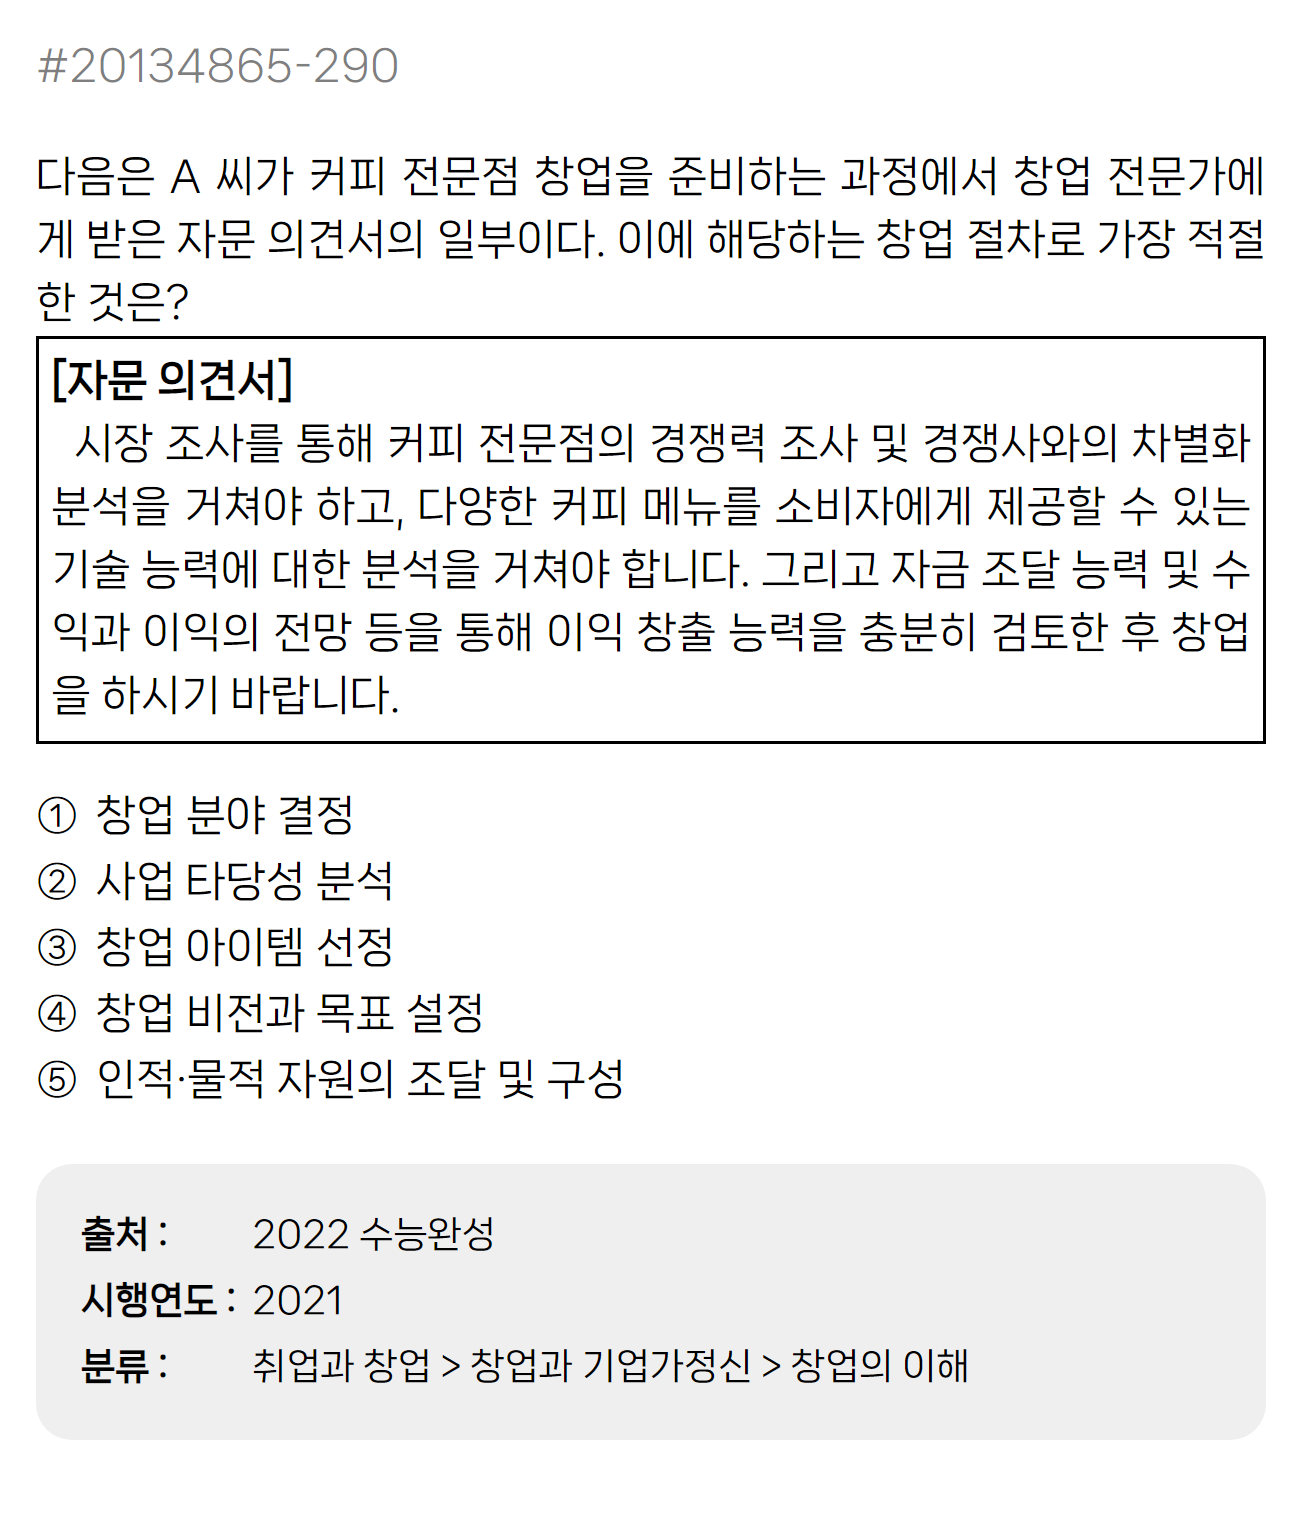 #20134865-290
다음은 A 씨가 커피 전문점 창업을 준비하는 과정에서 창업 전문가에
게 받은 자문 의견서의 일부이다. 이에 해당하는 창업 절차로 가장 적절
한 것은?
[자문 의견서]
시장 조사를 통해 커피 전문점의 경쟁력 조사 및 경쟁사와의 차별화
분석을 거쳐야 하고, 다양한 커피 메뉴를 소비자에게 제공할 수 있는
기술 능력에 대한 분석을 거쳐야 합니다. 그리고 자금 조달 능력 및 수
익과 이익의 전망 등을 통해 이익 창출 능력을 충분히 검토한 후 창업
을 하시기 바랍니다.
① 창업 분야 결정
② 사업 타당성 분석
③ 창업 아이템 선정
④ 창업 비전과 목표 설정
⑤ 인적·물적 자원의 조달 및 구성
출처 : 2022 수능완성
시행연도 : 2021
분류 : 취업과 창업 > 창업과 기업가정신 > 창업의 이해